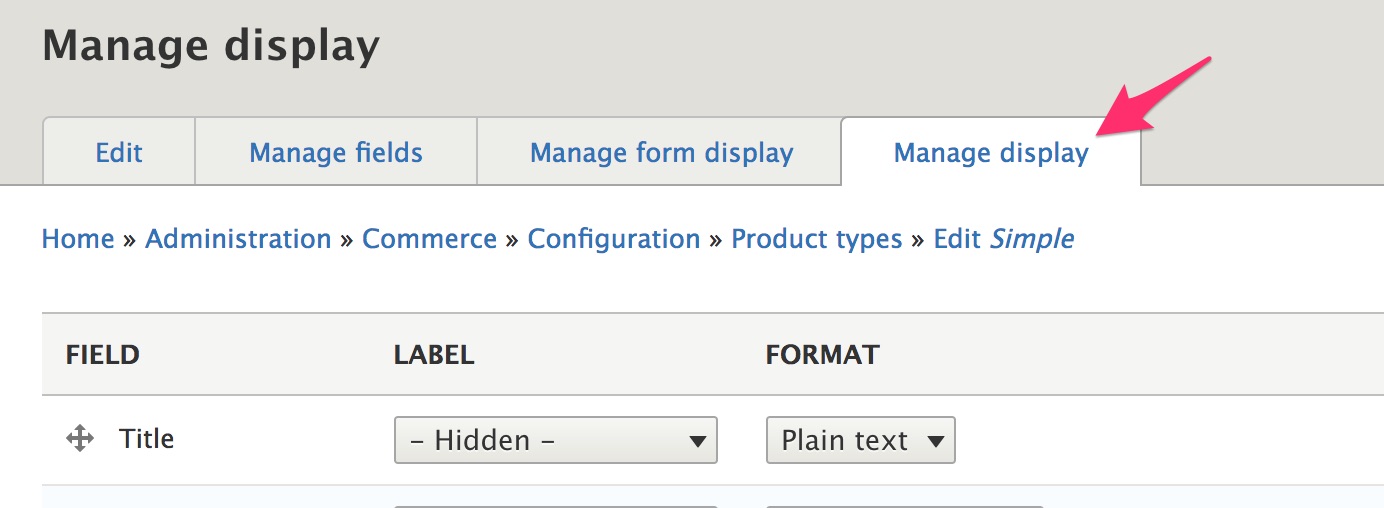 Manage display
Edit Manage fields Manage form display Manage display
Home » Administration » Commerce » Configuration » Product types » Edit Simple
FIELD LABEL FORMAT
Title – Hidden – Plain text